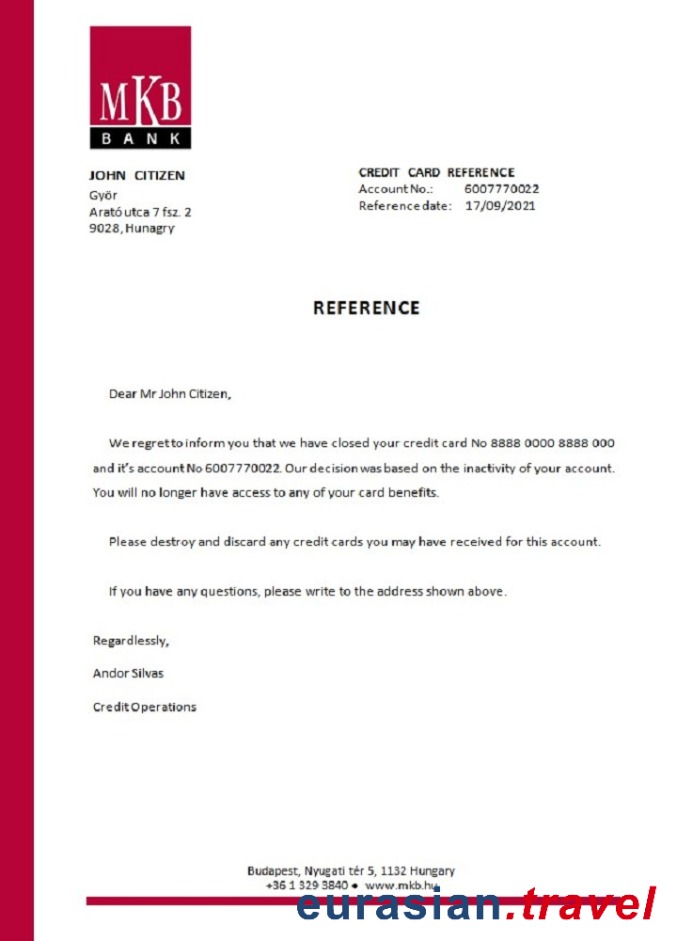 MKB
BANK
JOHN CITIZEN
Györ
Arató utca 7 fsz. 2
9028, Hunagry
CREDIT CARD REFERENCE
Account No.: 6007770022
Reference date: 17/09/2021
REFERENCE
Dear Mr John Citizen,
We regret to inform you that we have closed your credit card No 8888 0000 8888 000
and it's account No 6007770022. Our decision was based on the inactivity of your account.
You will no longer have access to any of your card benefits.
Please destroy and discard any credit cards you may have received for this account.
If you have any questions, please write to the address shown above.
Regardlessly,
Andor Silvas
Credit Operations
Budapest, Nyugati tér 5, 1132 Hungary
+36 1 329 3840 ● www.mkb.hu
eurasian.travel